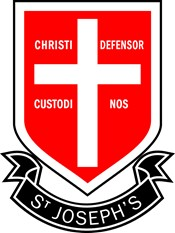 CHRISTI DEFENSOR
CUSTODI NOS
ST JOSEPH'S